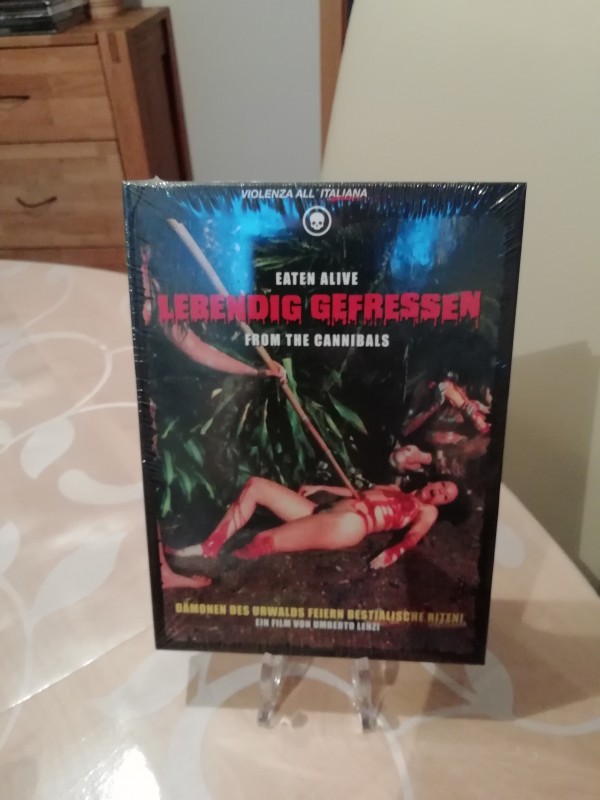 VIOLENZA ALL' ITALIANA
EATEN ALIVE
LEBENDIG GEFRESSEN
FROM THE CANNIBALS
DÄMONEN DES URWALDS FEIERN BESTIALISCHE RITEN!
EIN FILM VON UMBERTO LENZI